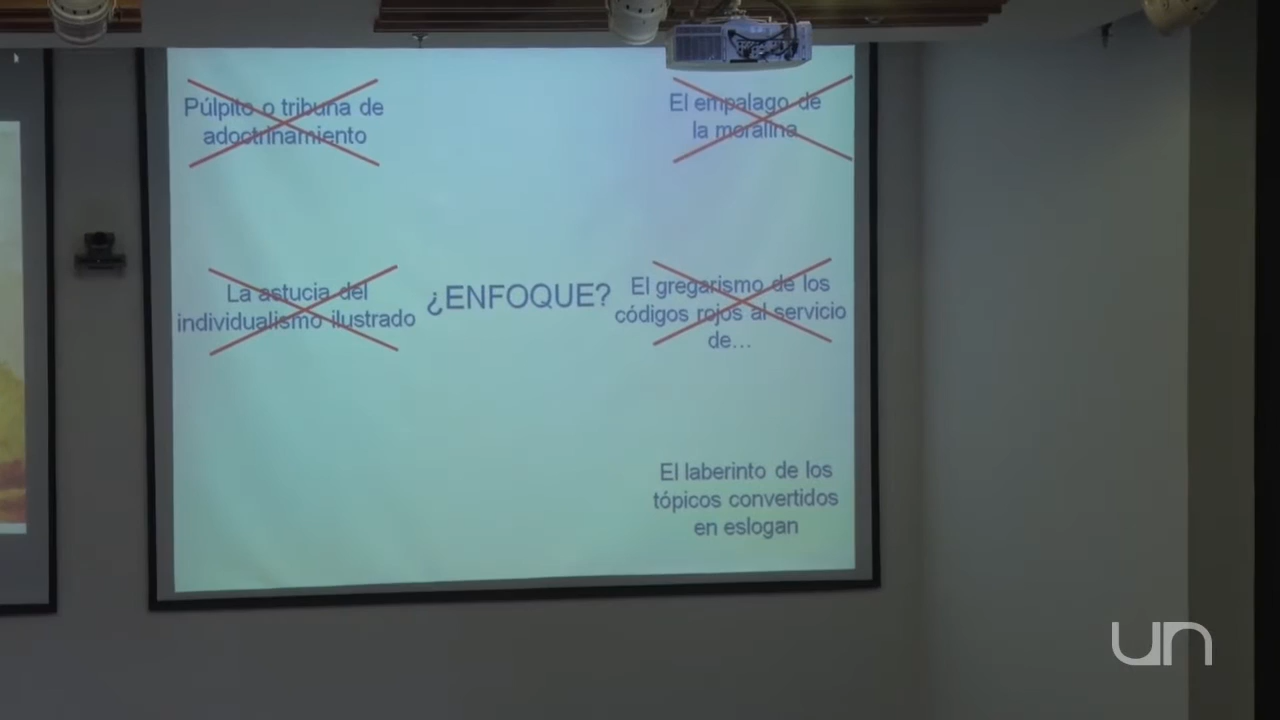 Púlpito o tribuna de
adoctrinamiento
El empalago de
la moralina
La astucia del
individualismo ilustrado
¿ENFOQUE?
El gregarismo de los
códigos rojos al servicio
de…
El laberinto de los
tópicos convertidos
en eslogan
un